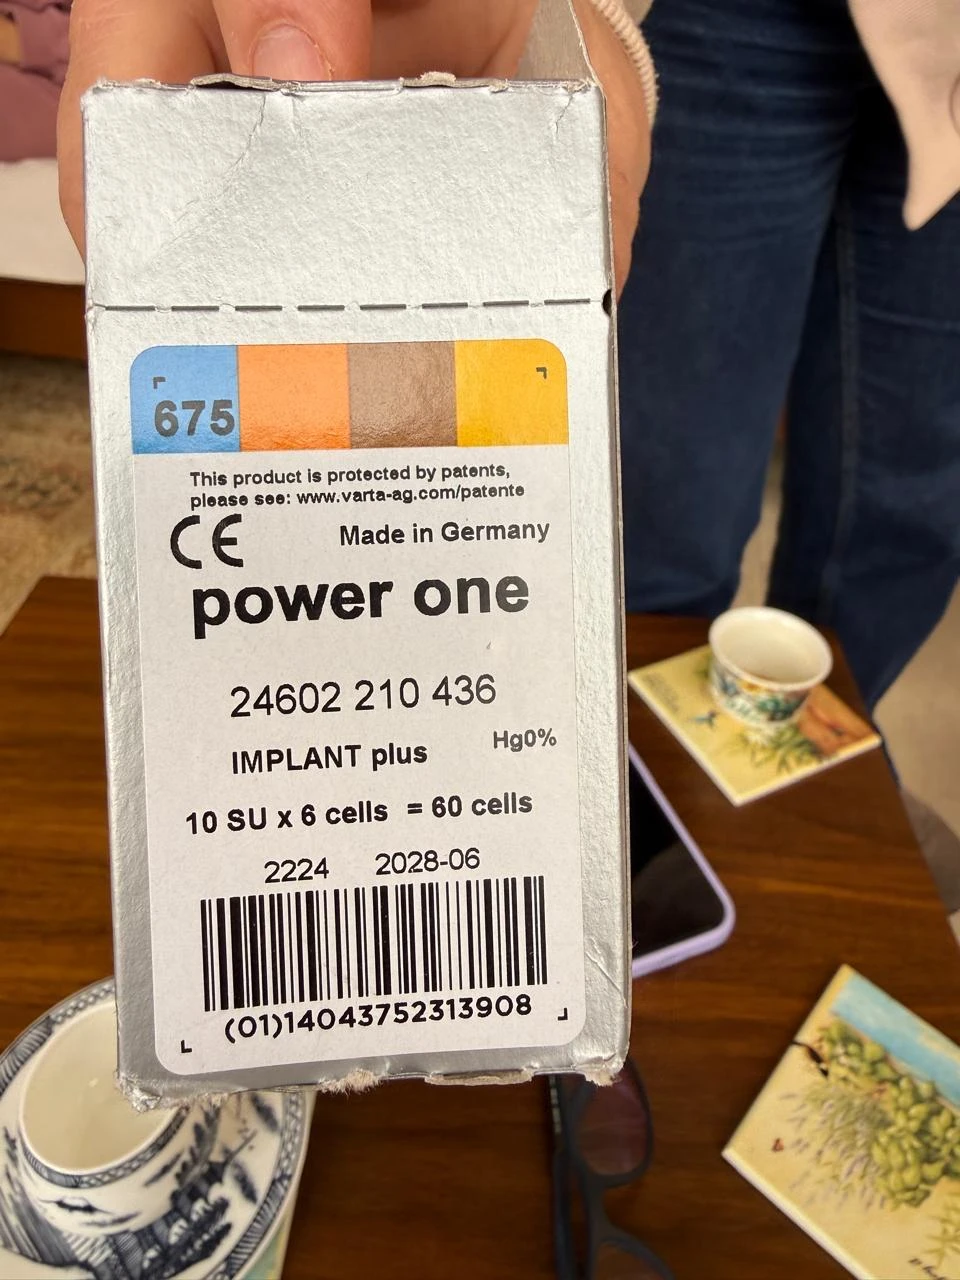 675
This product is protected by patents,
please see: www.varta-ag.com/patente
CE
Made in Germany
power one
24602 210 436
IMPLANT plus
Hg0%
10 SU x 6 cells = 60 cells
2224 2028-06
(01)14043752313908